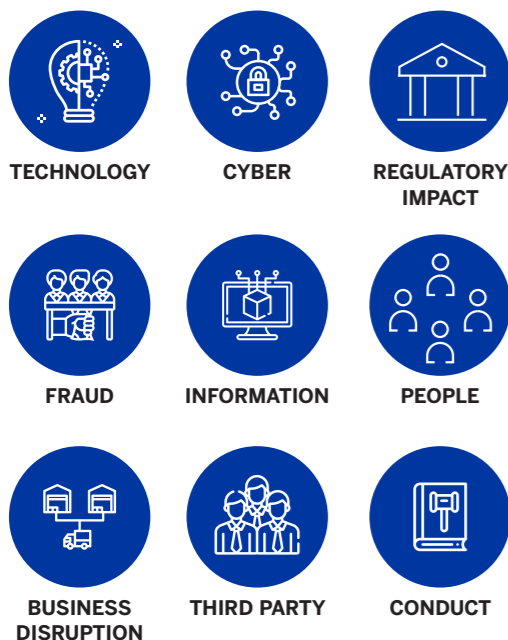 TECHNOLOGY
CYBER
REGULATORY
IMPACT
FRAUD
INFORMATION
PEOPLE
BUSINESS
DISRUPTION
THIRD PARTY
CONDUCT